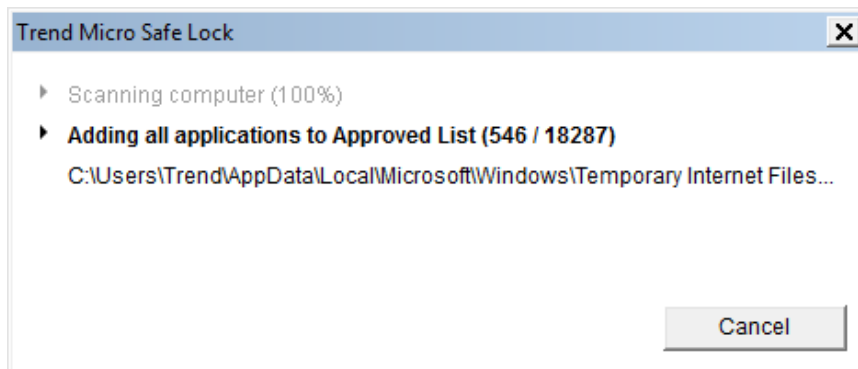 Trend Micro Safe Lock
Scanning computer (100%)
Adding all applications to Approved List (546 / 18287)
C:\Users\Trend\AppData\Local\Microsoft\Windows\Temporary Internet Files...
Cancel